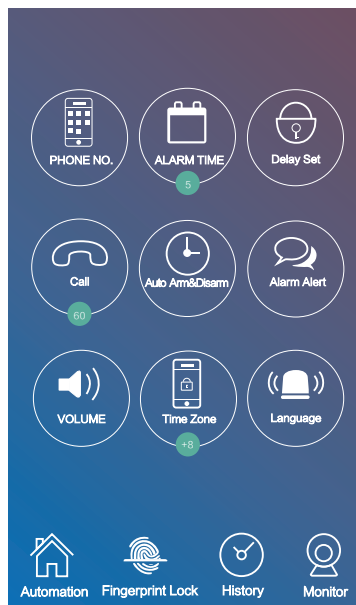 PHONE NO.
ALARM TIME
Delay Set
5
Call
Auto Arm&Disarm
Alarm Alert
60
VOLUME
Time Zone
Language
+8
Automation
Fingerprint Lock
History
Monitor